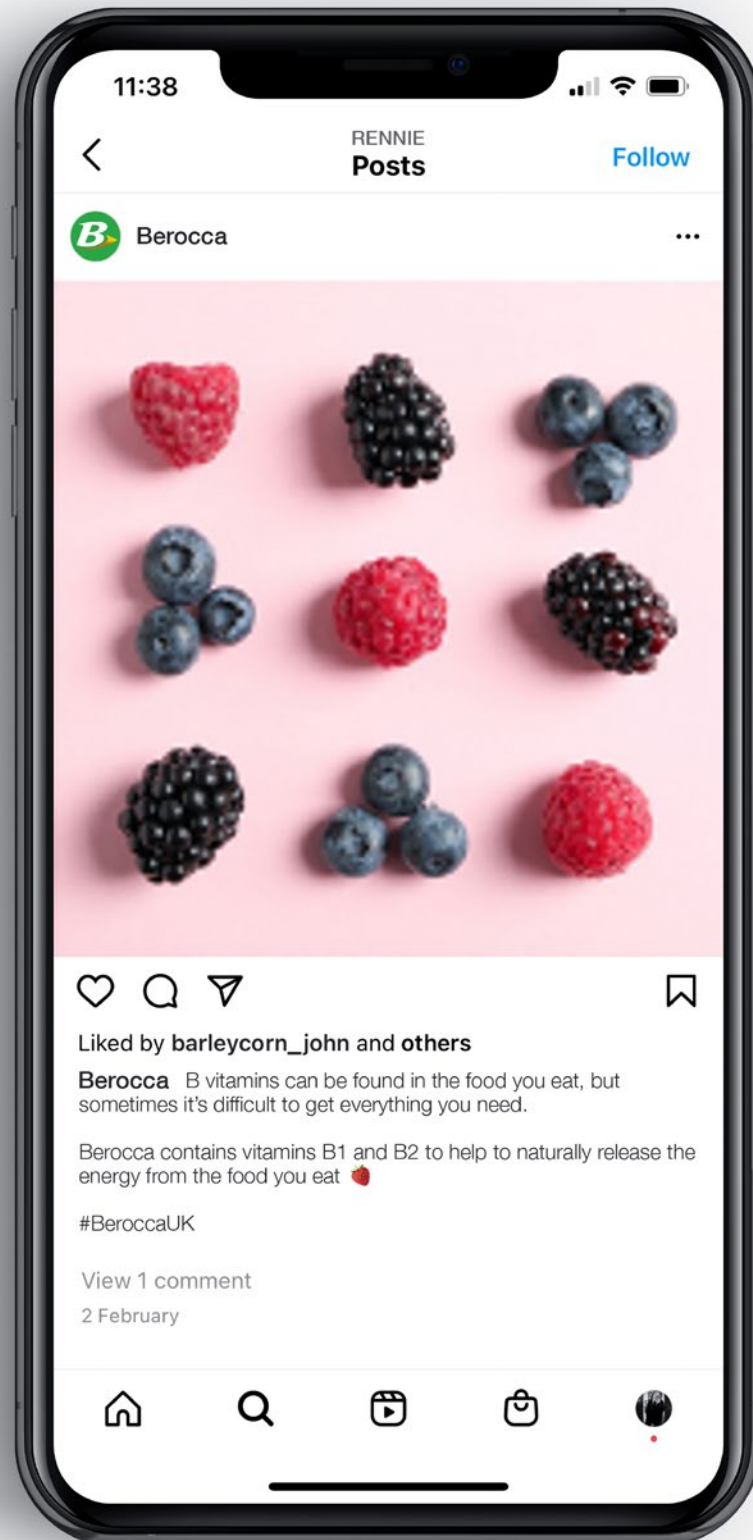 11:38
RENNIE
Posts
Follow
B
Berocca
Liked by barleycorn_john and others
Berocca B vitamins can be found in the food you eat, but
sometimes it's difficult to get everything you need.
Berocca contains vitamins B1 and B2 to help to naturally release the
energy from the food you eat 🍓
#BeroccaUK
View 1 comment
2 February